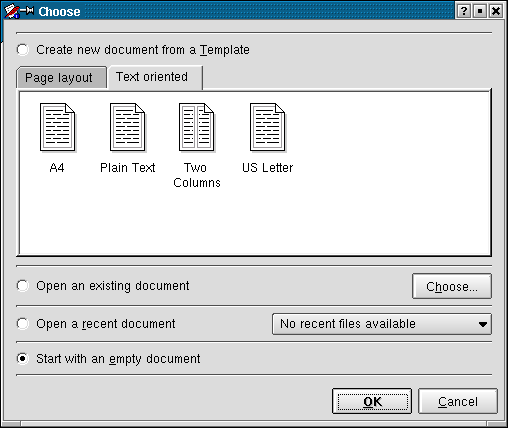 Choose
Create new document from a Template
Page layout
Text oriented
A4
Plain Text
Two
Columns
US Letter
Open an existing document
Choose...
Open a recent document
No recent files available
Start with an empty document
OK
Cancel